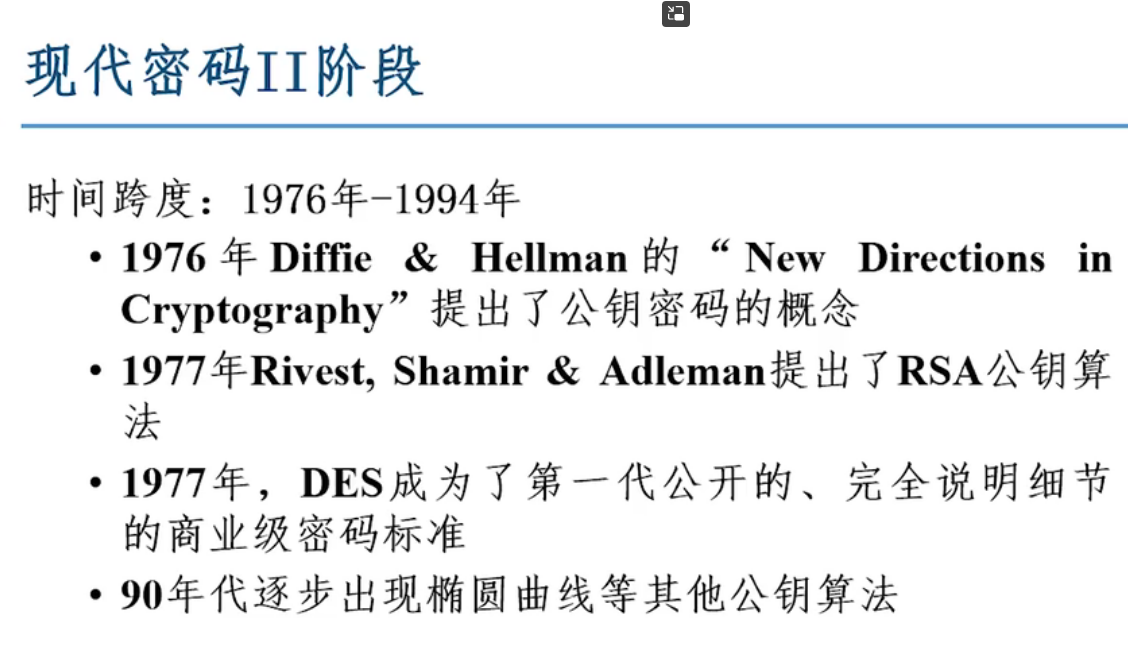 现代密码II阶段
时间跨度：1976年-1994年
• 1976 年 Diffie & Hellman 的 “ New Directions in
Cryptography” 提出了公钥密码的概念
• 1977年Rivest, Shamir & Adleman提出了RSA公钥算
法
• 1977年，DES成为了第一代公开的、完全说明细节
的商业级密码标准
• 90年代逐步出现椭圆曲线等其他公钥算法